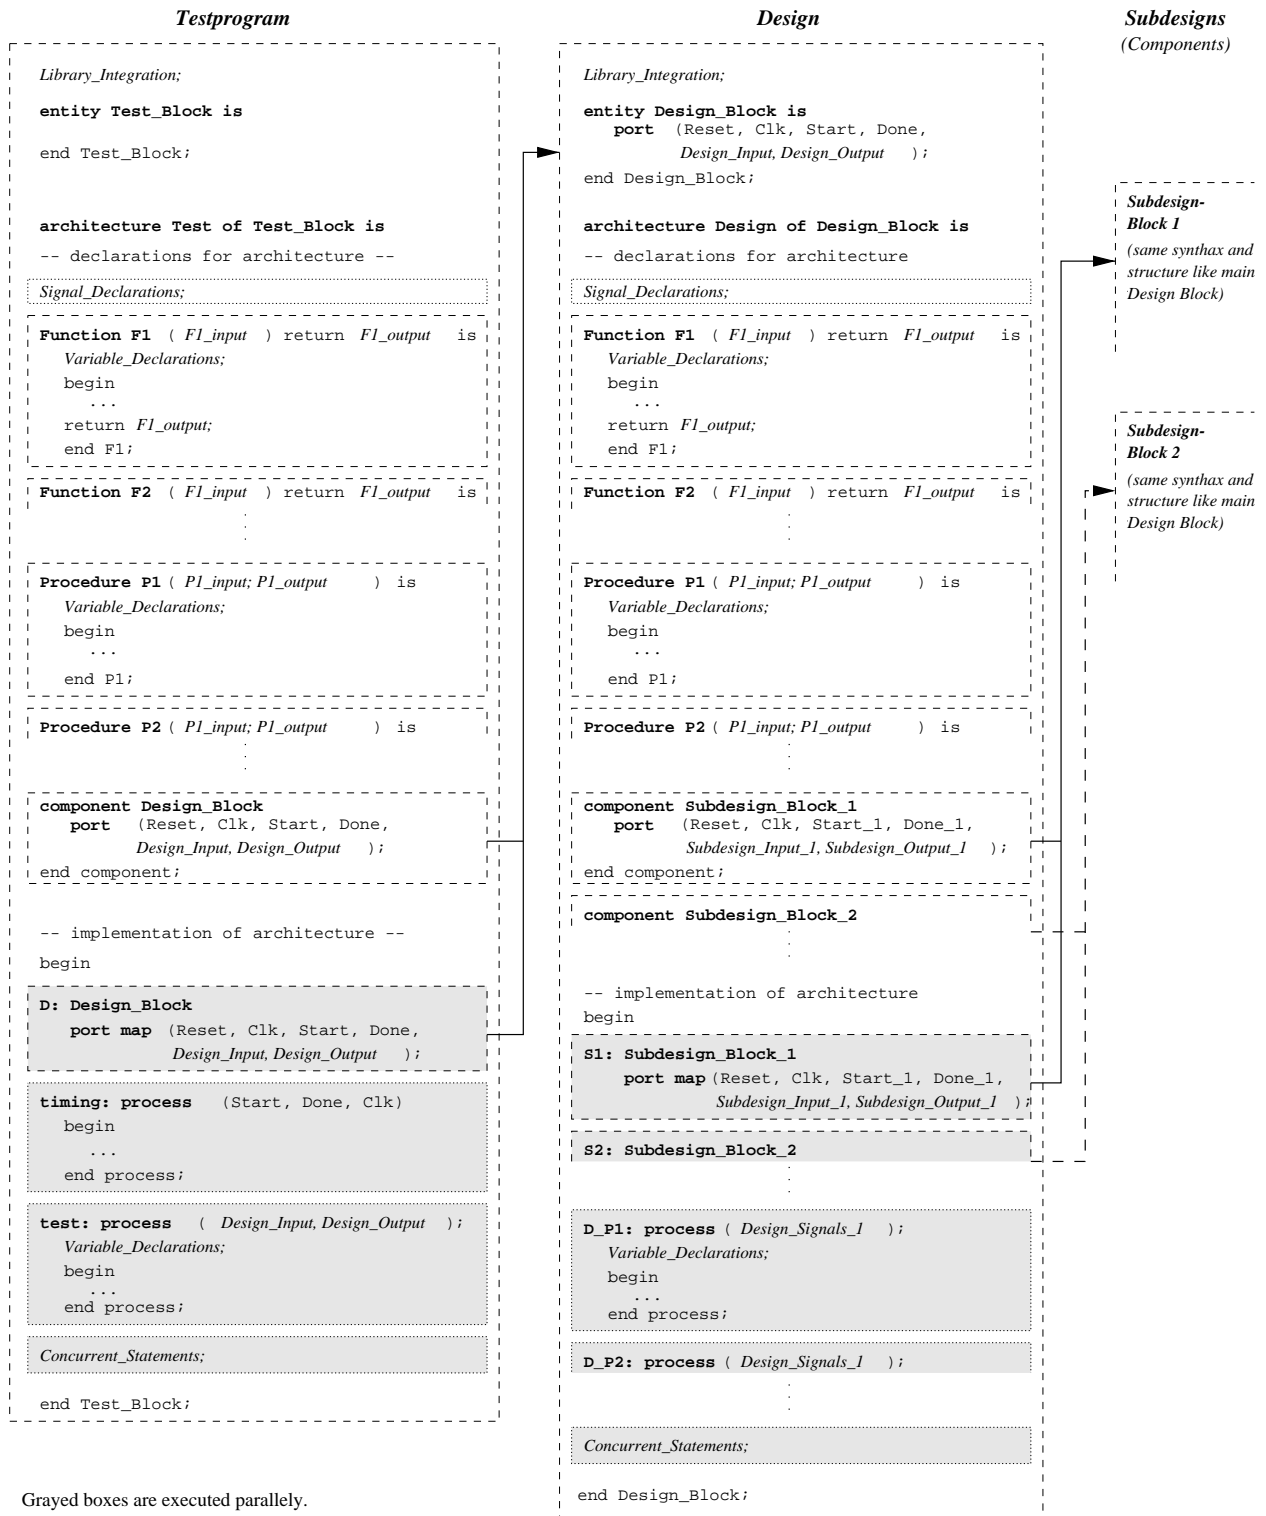 Testprogram
Library_Integration;
entity Test_Block is
end Test_Block;
architecture Test of Test_Block is
-- declarations for architecture --
Signal_Declarations;
Function F1 ( F1_input ) return F1_output is
Variable_Declarations;
begin
...
return F1_output;
end F1;
Function F2 ( F1_input ) return F1_output is
.
.
.
Procedure P1 ( P1_input; P1_output ) is
Variable_Declarations;
begin
...
end P1;
Procedure P2 ( P1_input; P1_output ) is
.
.
.
component Design_Block
port (Reset, Clk, Start, Done,
Design_Input, Design_Output );
end component;
-- implementation of architecture --
begin
D: Design_Block
port map (Reset, Clk, Start, Done,
Design_Input, Design_Output );
timing: process (Start, Done, Clk)
begin
...
end process;
test: process ( Design_Input, Design_Output );
Variable_Declarations;
begin
...
end process;
Concurrent_Statements;
end Test_Block;
Grayed boxes are executed parallely.
Design
Library_Integration;
entity Design_Block is
port (Reset, Clk, Start, Done,
Design_Input, Design_Output );
end Design_Block;
architecture Design of Design_Block is
-- declarations for architecture
Signal_Declarations;
Function F1 ( F1_input ) return F1_output is
Variable_Declarations;
begin
...
return F1_output;
end F1;
Function F2 ( F1_input ) return F1_output is
.
.
.
Procedure P1 ( P1_input; P1_output ) is
Variable_Declarations;
begin
...
end P1;
Procedure P2 ( P1_input; P1_output ) is
.
.
.
component Subdesign_Block_1
port (Reset, Clk, Start_1, Done_1,
Subdesign_Input_1, Subdesign_Output_1 );
end component;
component Subdesign_Block_2
.
.
.
-- implementation of architecture
begin
S1: Subdesign_Block_1
port map (Reset, Clk, Start_1, Done_1,
Subdesign_Input_1, Subdesign_Output_1 );
S2: Subdesign_Block_2
.
.
.
D_P1: process ( Design_Signals_1 );
Variable_Declarations;
begin
...
end process;
D_P2: process ( Design_Signals_1 );
.
.
.
Concurrent_Statements;
end Design_Block;
Subdesigns
(Components)
Subdesign-
Block 1
(same synthax and
structure like main
Design Block)
Subdesign-
Block 2
(same synthax and
structure like main
Design Block)